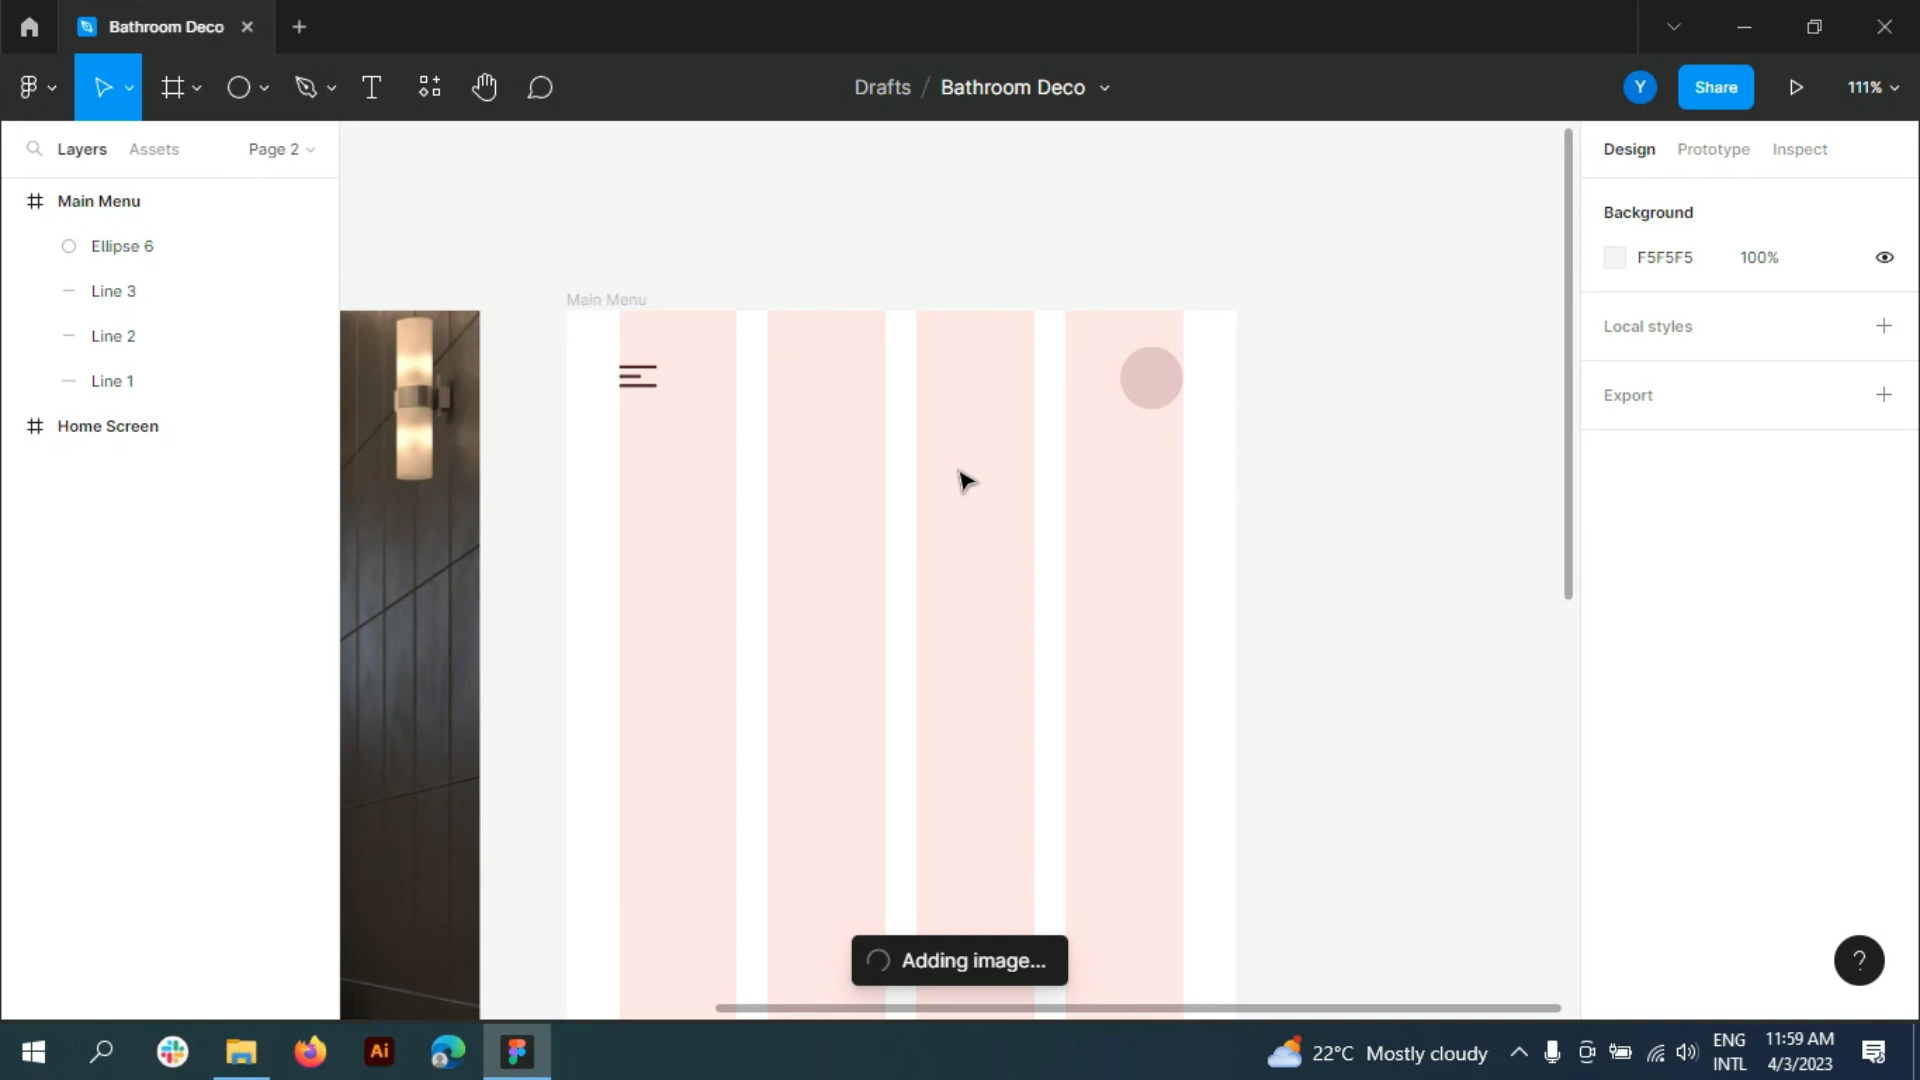 Bathroom Deco
Drafts / Bathroom Deco
Y
Share
111%
Layers
Assets
Page 2
Main Menu
Ellipse 6
Line 3
Line 2
Line 1
Home Screen
Main Menu
Adding image...
Design
Prototype
Inspect
Background
F5F5F5
100%
Local styles
Export
?
Ai
22°C Mostly cloudy
ENG
INTL
11:59 AM
4/3/2023